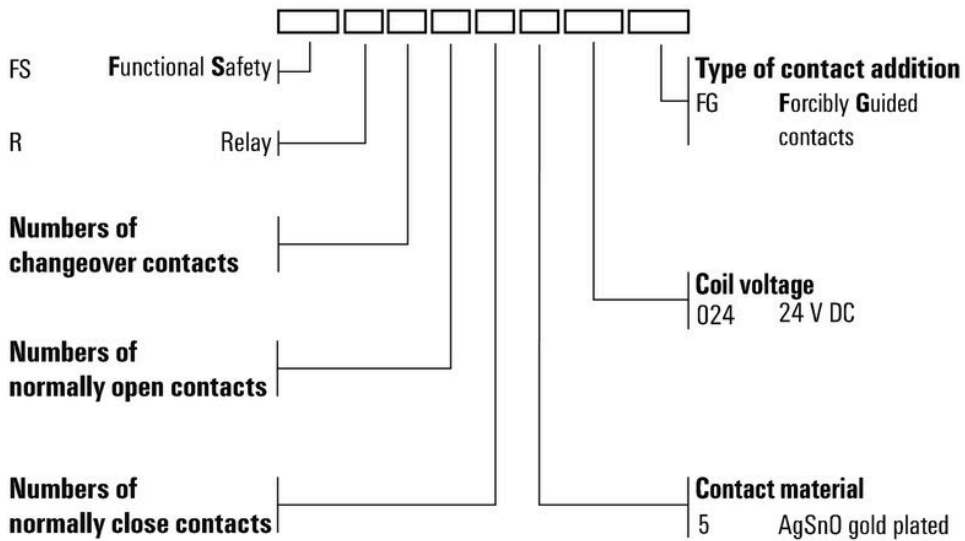 FS Functional Safety
R Relay
Numbers of
changeover contacts
Numbers of
normally open contacts
Numbers of
normally close contacts
Type of contact addition
FG Forcibly Guided
contacts
Coil voltage
024 24 V DC
Contact material
5 AgSnO gold plated